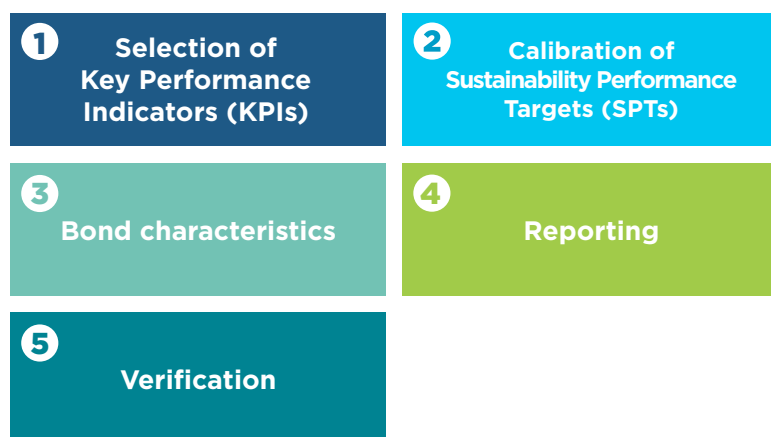 1
Selection of
Key Performance
Indicators (KPIs)
2
Calibration of
Sustainability Performance
Targets (SPTs)
3
Bond characteristics
4
Reporting
5
Verification